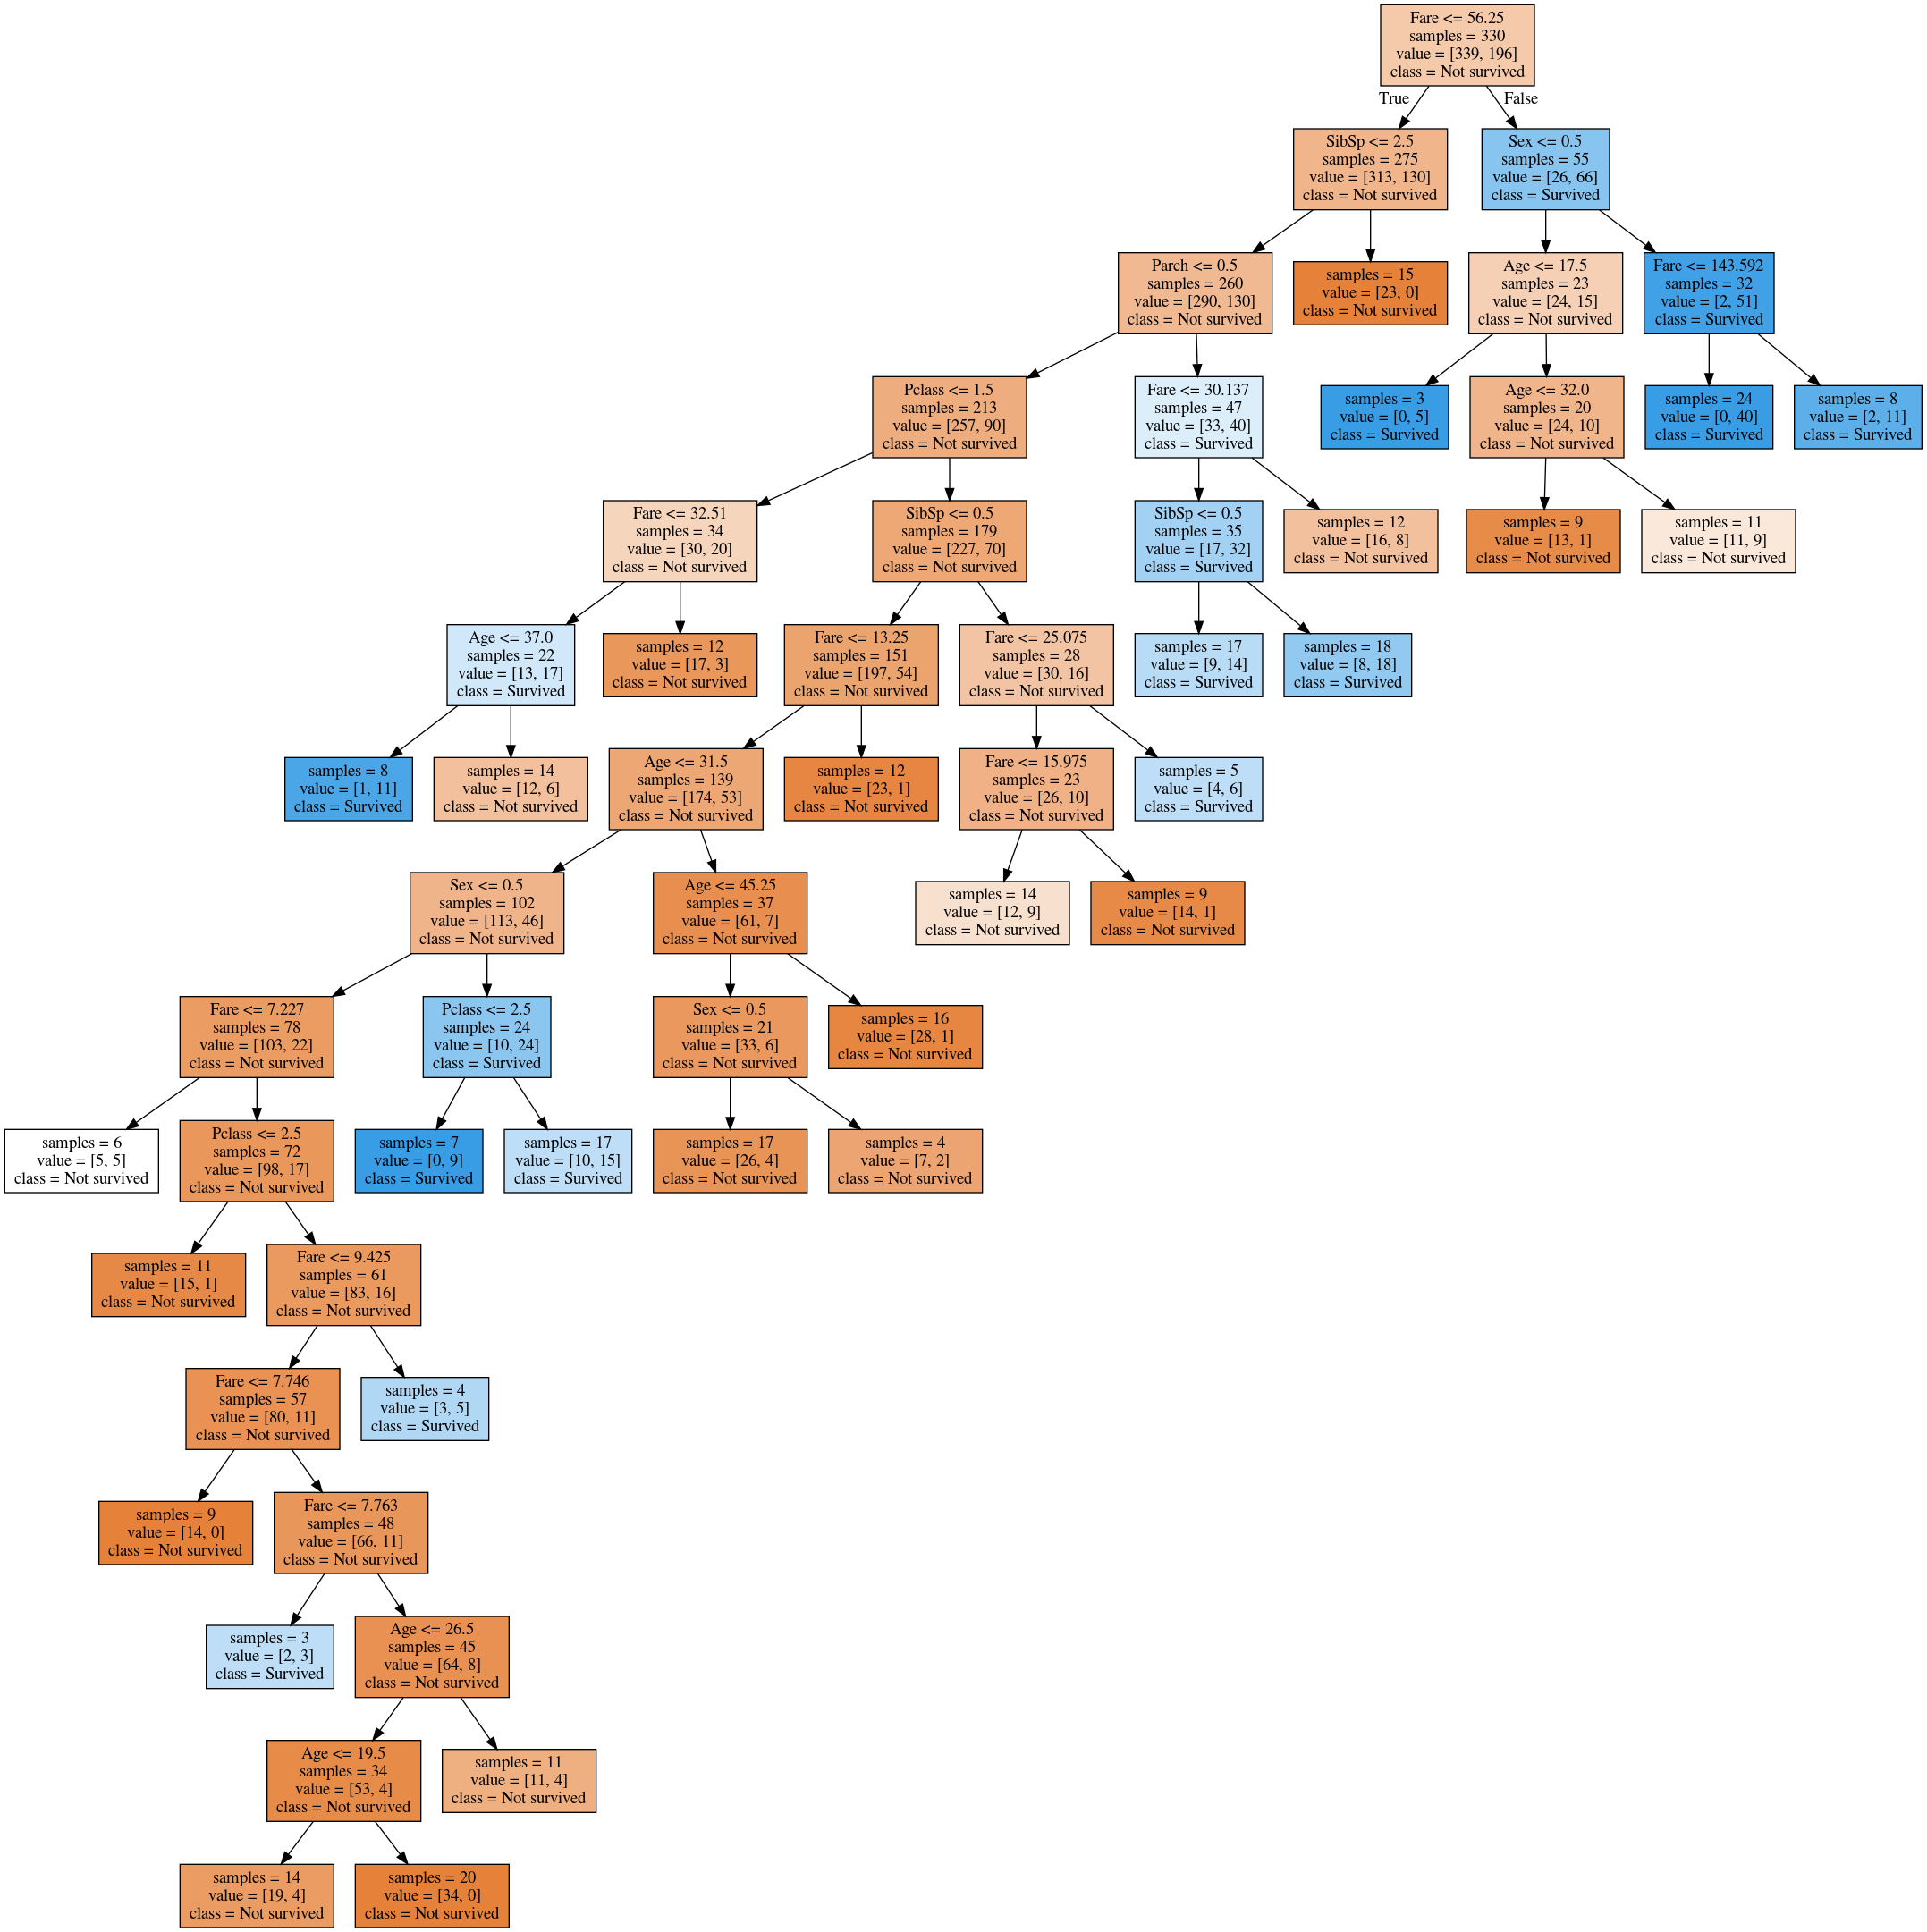 Fare <= 56.25
samples = 330
value = [339, 196]
class = Not survived
True
False
SibSp <= 2.5
samples = 275
value = [313, 130]
class = Not survived
Sex <= 0.5
samples = 55
value = [26, 66]
class = Survived
Parch <= 0.5
samples = 260
value = [290, 130]
class = Not survived
samples = 15
value = [23, 0]
class = Not survived
Age <= 17.5
samples = 23
value = [24, 15]
class = Not survived
Fare <= 143.592
samples = 32
value = [2, 51]
class = Survived
Pclass <= 1.5
samples = 213
value = [257, 90]
class = Not survived
Fare <= 30.137
samples = 47
value = [33, 40]
class = Survived
samples = 3
value = [0, 5]
class = Survived
Age <= 32.0
samples = 20
value = [24, 10]
class = Not survived
samples = 24
value = [0, 40]
class = Survived
samples = 8
value = [2, 11]
class = Survived
Fare <= 32.51
samples = 34
value = [30, 20]
class = Not survived
SibSp <= 0.5
samples = 179
value = [227, 70]
class = Not survived
SibSp <= 0.5
samples = 35
value = [17, 32]
class = Survived
samples = 12
value = [16, 8]
class = Not survived
samples = 9
value = [13, 1]
class = Not survived
samples = 11
value = [11, 9]
class = Not survived
Age <= 37.0
samples = 22
value = [13, 17]
class = Survived
samples = 12
value = [17, 3]
class = Not survived
Fare <= 13.25
samples = 151
value = [197, 54]
class = Not survived
Fare <= 25.075
samples = 28
value = [30, 16]
class = Not survived
samples = 17
value = [9, 14]
class = Survived
samples = 18
value = [8, 18]
class = Survived
samples = 8
value = [1, 11]
class = Survived
samples = 14
value = [12, 6]
class = Not survived
Age <= 31.5
samples = 139
value = [174, 53]
class = Not survived
samples = 12
value = [23, 1]
class = Not survived
Fare <= 15.975
samples = 23
value = [26, 10]
class = Not survived
samples = 5
value = [4, 6]
class = Survived
Sex <= 0.5
samples = 102
value = [113, 46]
class = Not survived
Age <= 45.25
samples = 37
value = [61, 7]
class = Not survived
samples = 14
value = [12, 9]
class = Not survived
samples = 9
value = [14, 1]
class = Not survived
Fare <= 7.227
samples = 78
value = [103, 22]
class = Not survived
Pclass <= 2.5
samples = 24
value = [10, 24]
class = Survived
Sex <= 0.5
samples = 21
value = [33, 6]
class = Not survived
samples = 16
value = [28, 1]
class = Not survived
samples = 6
value = [5, 5]
class = Not survived
Pclass <= 2.5
samples = 72
value = [98, 17]
class = Not survived
samples = 7
value = [0, 9]
class = Survived
samples = 17
value = [10, 15]
class = Survived
samples = 17
value = [26, 4]
class = Not survived
samples = 4
value = [7, 2]
class = Not survived
samples = 11
value = [15, 1]
class = Not survived
Fare <= 9.425
samples = 61
value = [83, 16]
class = Not survived
Fare <= 7.746
samples = 57
value = [80, 11]
class = Not survived
samples = 4
value = [3, 5]
class = Survived
samples = 9
value = [14, 0]
class = Not survived
Fare <= 7.763
samples = 48
value = [66, 11]
class = Not survived
samples = 3
value = [2, 3]
class = Survived
Age <= 26.5
samples = 45
value = [64, 8]
class = Not survived
Age <= 19.5
samples = 34
value = [53, 4]
class = Not survived
samples = 11
value = [11, 4]
class = Not survived
samples = 14
value = [19, 4]
class = Not survived
samples = 20
value = [34, 0]
class = Not survived